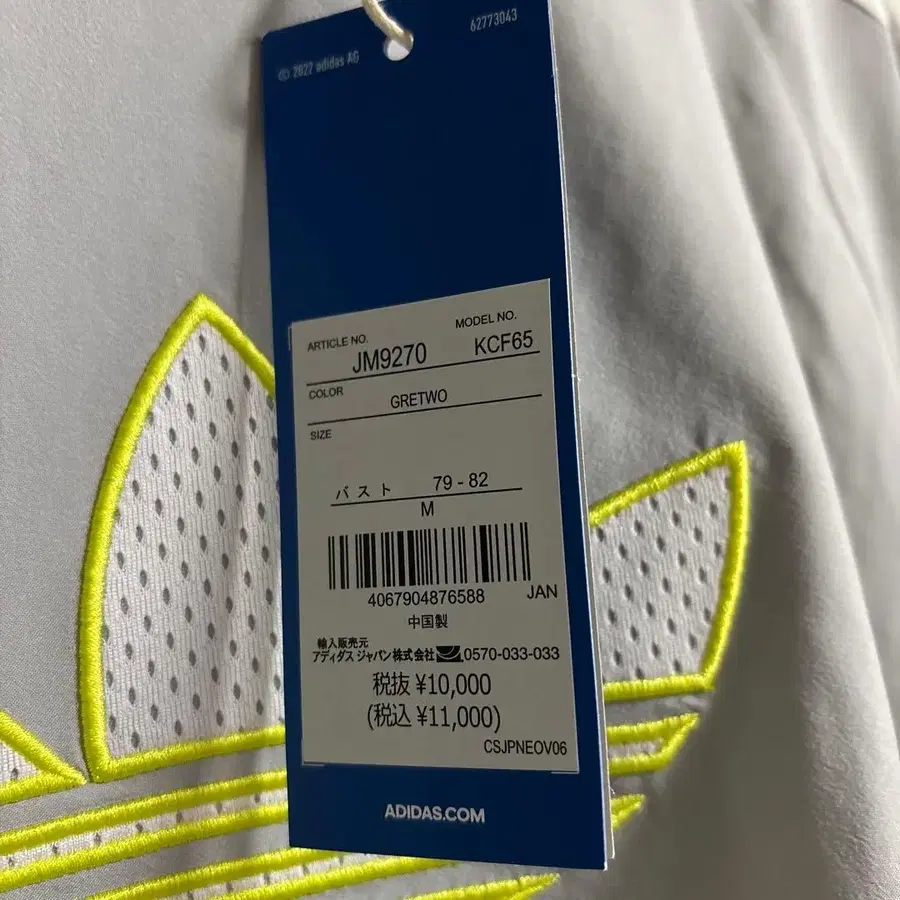 © 2022 adidas AG
62773043
ARTICLE NO.
MODEL NO.
JM9270
KCF65
COLOR
GRETWO
SIZE
バスト 79 - 82
M
4067904876588 JAN
中国製
輸入販売元
アディダス ジャパン株式会社 0570-033-033
税抜 ¥10,000
(税込 ¥11,000)
CSJPNEOV06
ADIDAS.COM